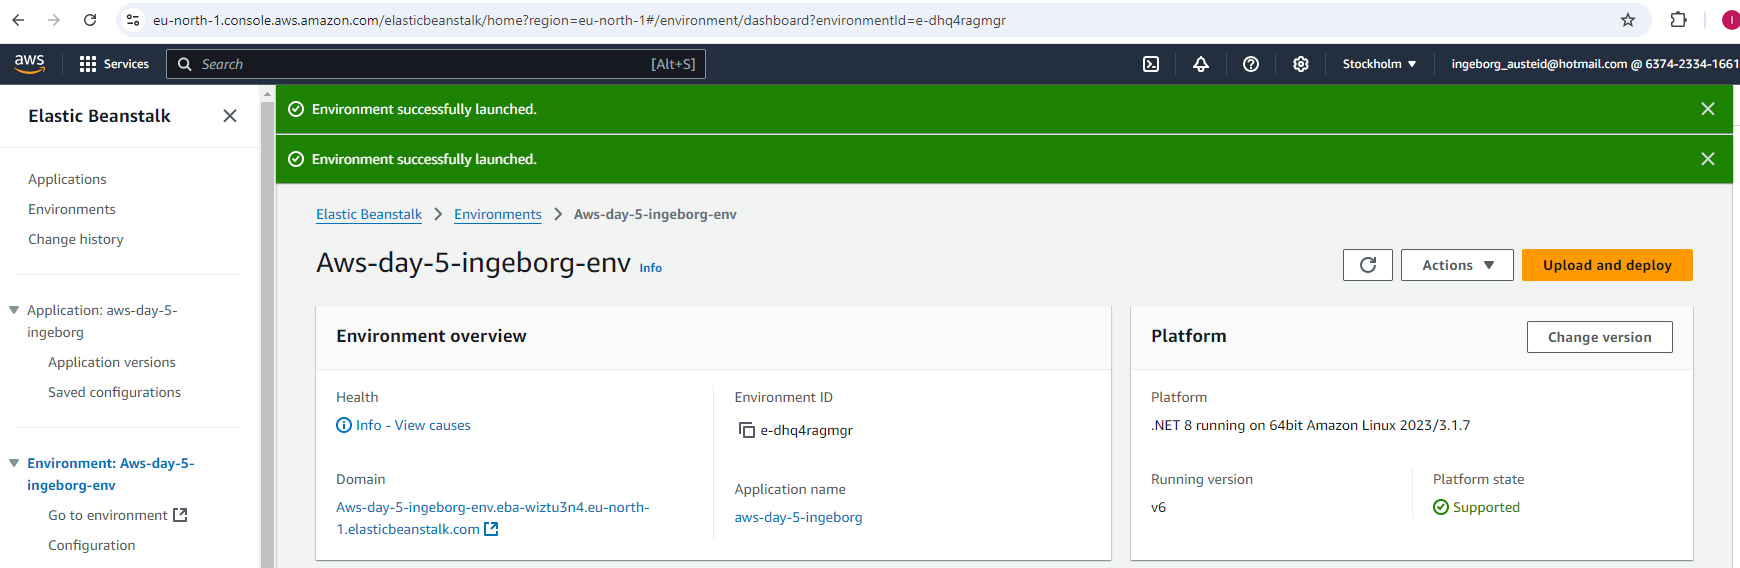 eu-north-1.console.aws.amazon.com/elasticbeanstalk/home?region=eu-north-1#/environment/dashboard?environmentId=e-dhq4ragmgr
I
aws
Services
Search
[Alt+S]
Stockholm
ingeborg_austeid@hotmail.com @ 6374-2334-1661
Elastic Beanstalk
Applications
Environments
Change history
Application: aws-day-5-
ingeborg
Application versions
Saved configurations
Environment: Aws-day-5-
ingeborg-env
Go to environment
Configuration
Environment successfully launched.
Environment successfully launched.
Elastic Beanstalk
Environments
Aws-day-5-ingeborg-env
Aws-day-5-ingeborg-env Info
Actions
Upload and deploy
Environment overview
Health
Info - View causes
Domain
Aws-day-5-ingeborg-env.eba-wiztu3n4.eu-north-
1.elasticbeanstalk.com
Environment ID
e-dhq4ragmgr
Application name
aws-day-5-ingeborg
Platform
Change version
Platform
.NET 8 running on 64bit Amazon Linux 2023/3.1.7
Running version
v6
Platform state
Supported